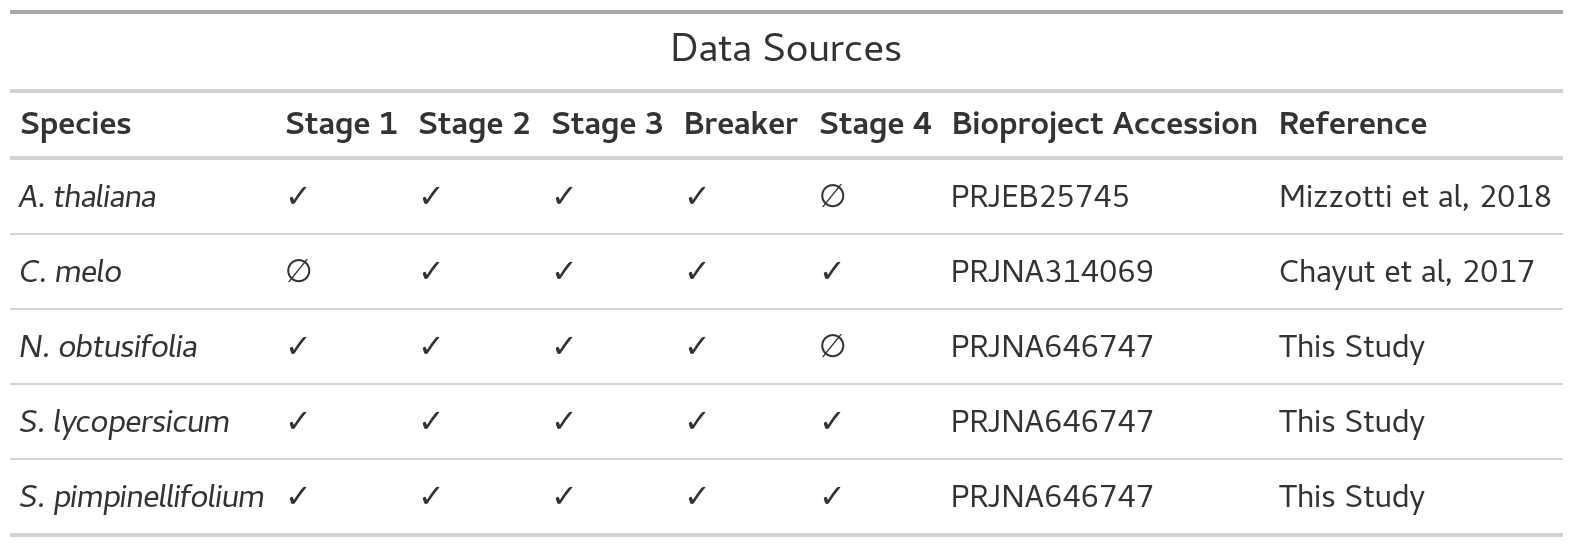 Data Sources
Species Stage 1 Stage 2 Stage 3 Breaker Stage 4 Bioproject Accession Reference
A. thaliana ✓ ✓ ✓ ✓ ∅ PRJEB25745 Mizzotti et al, 2018
C. melo ∅ ✓ ✓ ✓ ✓ PRJNA314069 Chayut et al, 2017
N. obtusifolia ✓ ✓ ✓ ✓ ∅ PRJNA646747 This Study
S. lycopersicum ✓ ✓ ✓ ✓ ✓ PRJNA646747 This Study
S. pimpinellifolium ✓ ✓ ✓ ✓ ✓ PRJNA646747 This Study